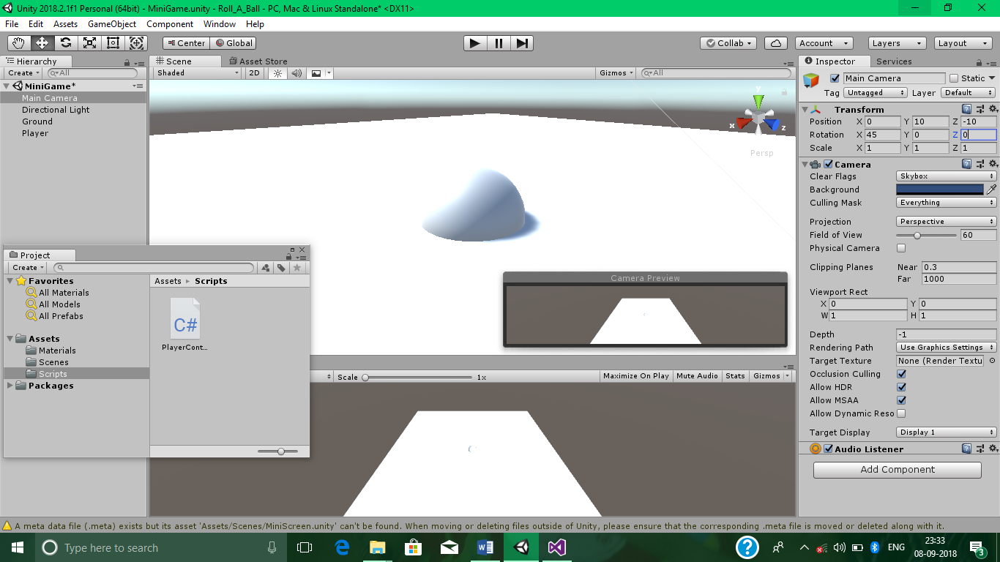 Unity 2018.2.1f1 Personal (64bit) - MiniGame.unity - Roll_A_Ball - PC, Mac & Linux Standalone* <DX11>
File Edit Assets GameObject Component Window Help
Center Global Collab Account Layers Layout
Hierarchy
Create All
MiniGame*
Main Camera
Directional Light
Ground
Player
Scene Asset Store
Shaded 2D Gizmos All
y
x z
Persp
Camera Preview
Project
Create
Favorites
All Materials
All Models
All Prefabs
Assets
Materials
Scenes
Scripts
Packages
Assets Scripts
C#
PlayerCont...
Scale 1x Maximize On Play Mute Audio Stats Gizmos
Inspector Services
Main Camera Static
Tag Untagged Layer Default
Transform
Position X 0 Y 10 Z -10
Rotation X 45 Y 0 Z 0
Scale X 1 Y 1 Z 1
Camera
Clear Flags Skybox
Background
Culling Mask Everything
Projection Perspective
Field of View 60
Physical Camera
Clipping Planes Near 0.3
Far 1000
Viewport Rect
X 0 Y 0
W 1 H 1
Depth -1
Rendering Path Use Graphics Settings
Target Texture None (Render Textu
Occlusion Culling
Allow HDR
Allow MSAA
Allow Dynamic Reso
Target Display Display 1
Audio Listener
Add Component
A meta data file (.meta) exists but its asset 'Assets/Scenes/MiniScreen.unity' can't be found. When moving or deleting files outside of Unity, please ensure that the corresponding .meta file is moved or deleted along with it.
Type here to search
ENG
23:33
08-09-2018
3